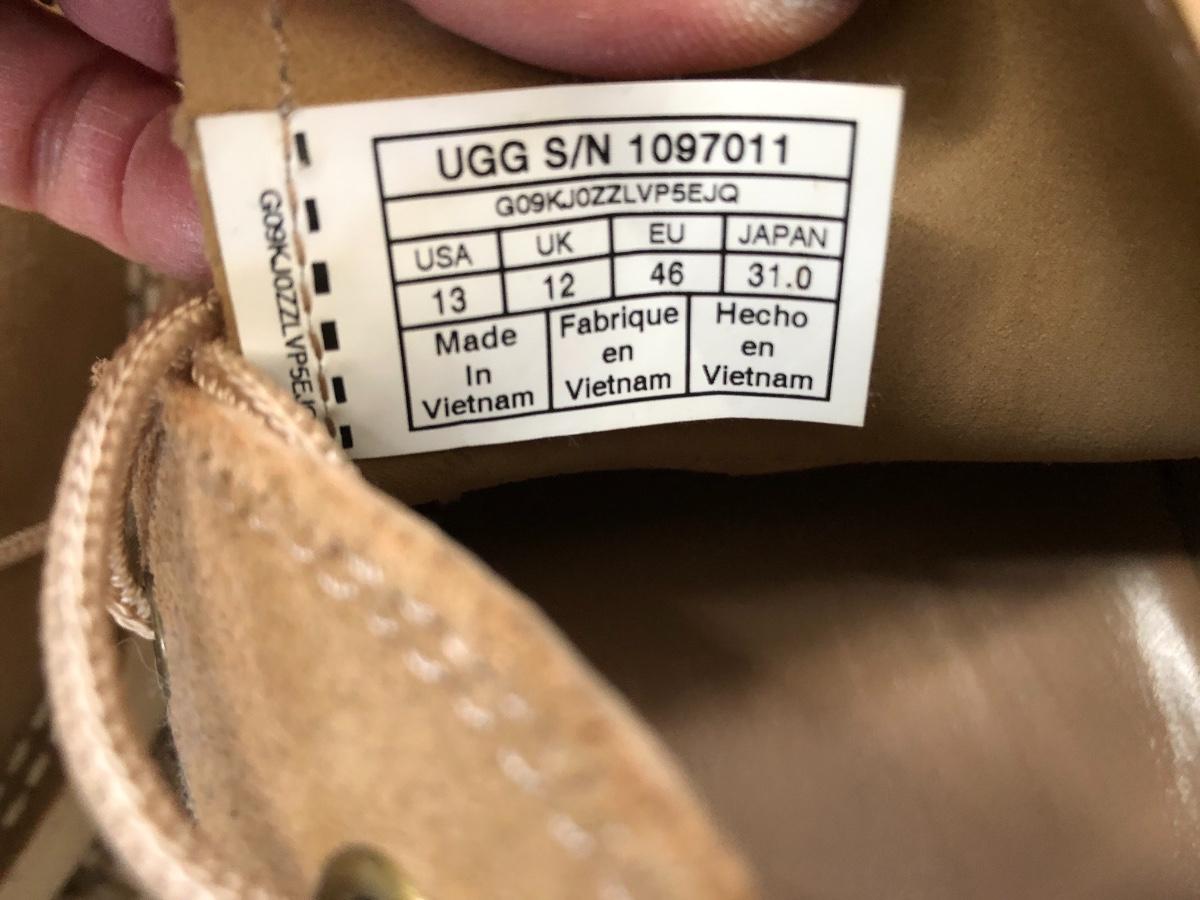 UGG S/N 1097011
G09KJ0ZZLVP5EJQ
USA UK EU JAPAN
13 12 46 31.0
Made In Vietnam
Fabrique en Vietnam
Hecho en Vietnam